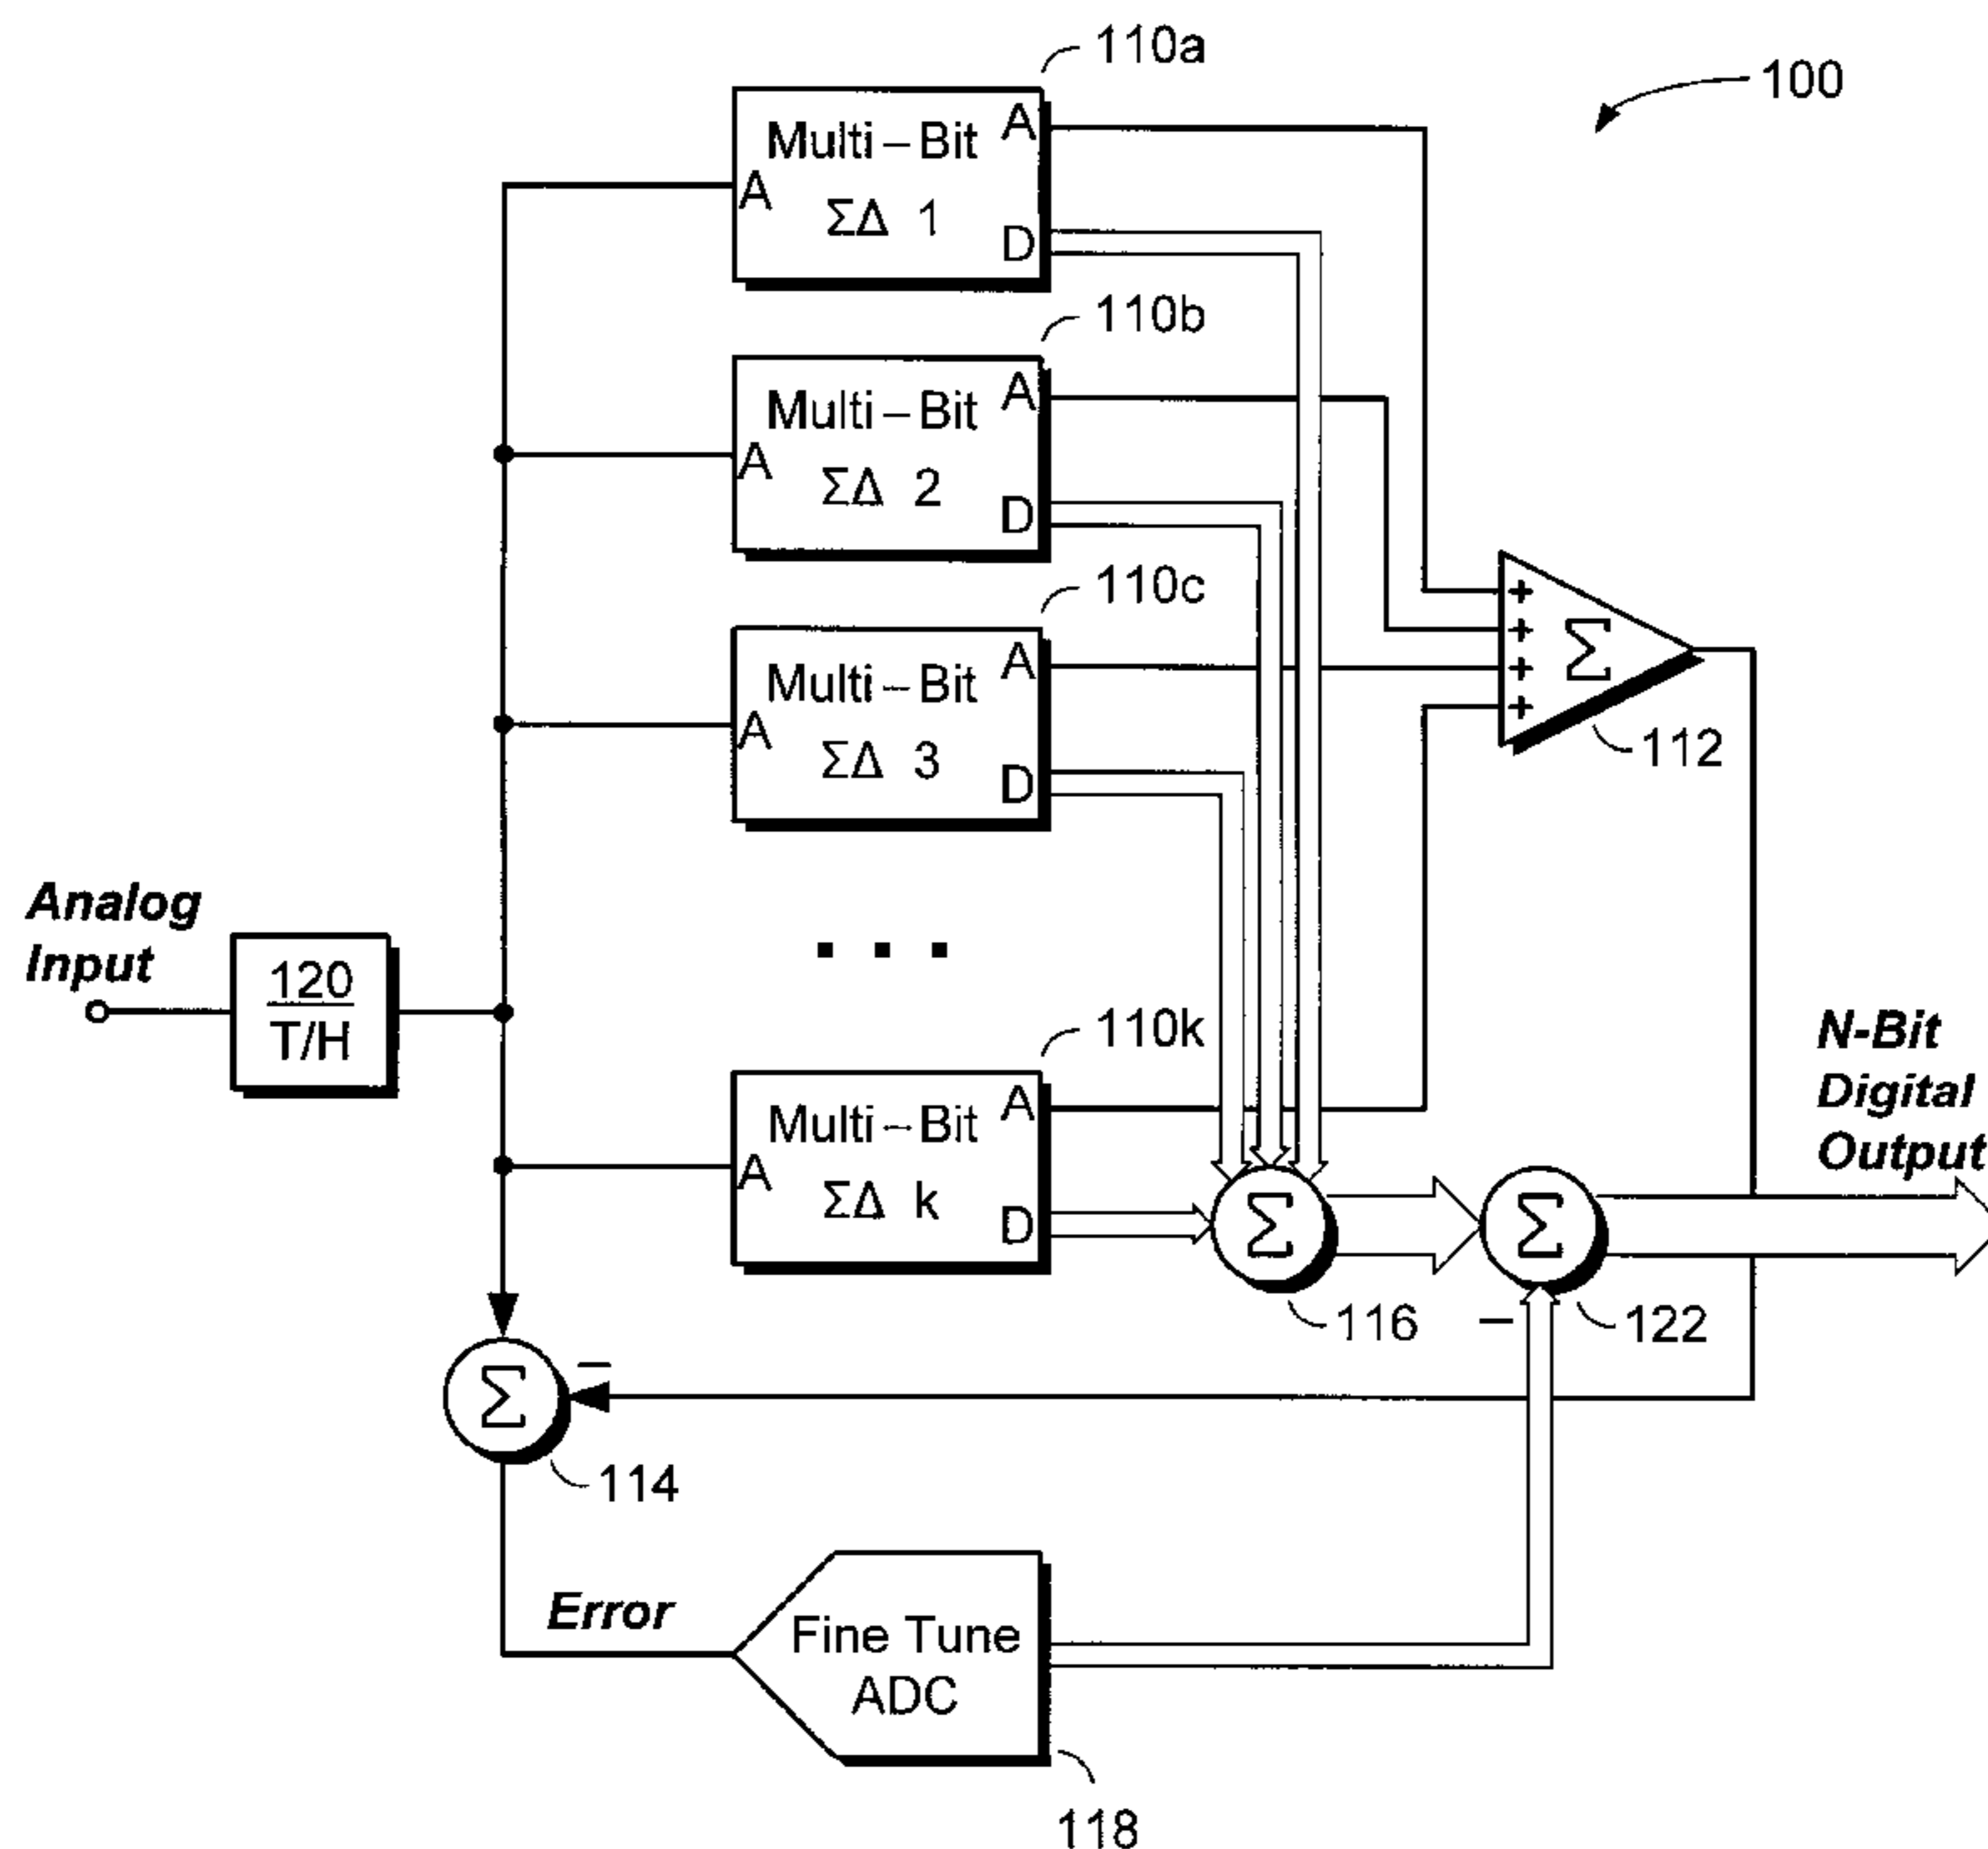 110a
100
Multi–Bit
A
A
ΣΔ 1
D
110b
Multi–Bit
A
A
ΣΔ 2
D
110c
Multi–Bit
A
A
ΣΔ 3
D
+
+
+
+
Σ
112
Analog
Input
120
T/H
. . .
110k
Multi–Bit
A
A
ΣΔ k
D
N-Bit
Digital
Output
Σ
116
Σ
–
122
Σ
–
114
Error
Fine Tune
ADC
118